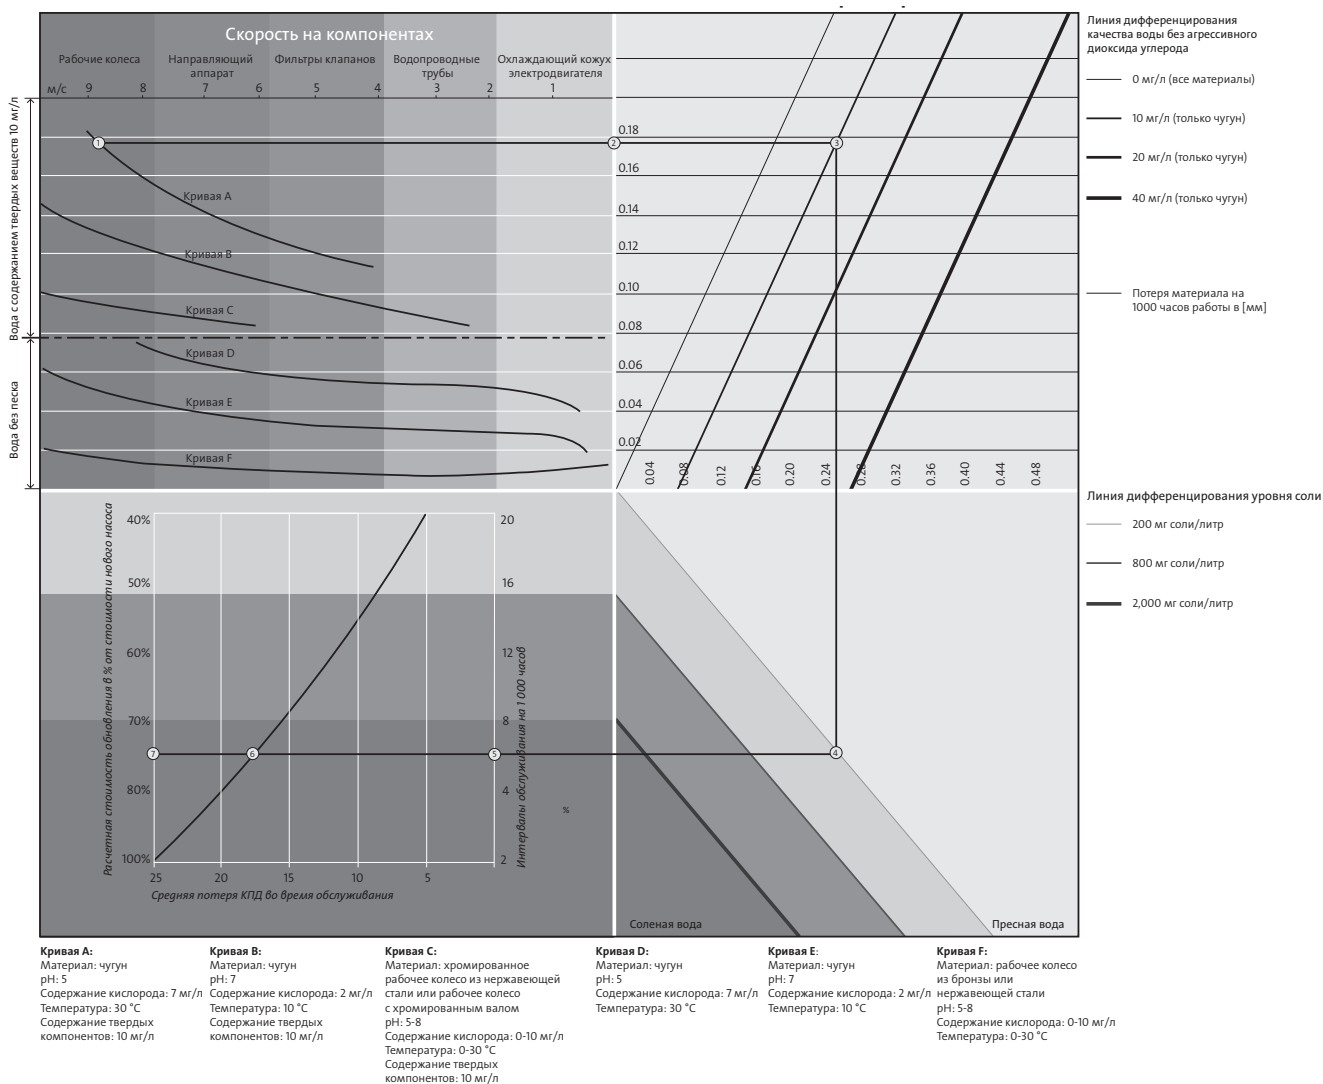 Скорость на компонентах
Рабочие колеса
Направляющий
аппарат
Фильтры клапанов
Водопроводные
трубы
Охлаждающий кожух
электродвигателя
м/с 9 8 7 6 5 4 3 2 1
Вода с содержанием твердых веществ 10 мг/л
Вода без песка
1
2
3
Кривая A
Кривая B
Кривая C
Кривая D
Кривая E
Кривая F
0.18
0.16
0.14
0.12
0.10
0.08
0.06
0.04
0.02
0.04 0.08 0.12 0.16 0.20 0.24 0.28 0.32 0.36 0.40 0.44 0.48
Линия дифференцирования
качества воды без агрессивного
диоксида углерода
0 мг/л (все материалы)
10 мг/л (только чугун)
20 мг/л (только чугун)
40 мг/л (только чугун)
Потеря материала на
1000 часов работы в [мм]
Линия дифференцирования уровня соли
200 мг соли/литр
800 мг соли/литр
2,000 мг соли/литр
Расчетная стоимость обновления в % от стоимости нового насоса
40%
50%
60%
70%
80%
100%
20
16
12
8
4
2
Интервалы обслуживания на 1 000 часов
7
6
5
4
%
25 20 15 10 5
Средняя потеря КПД во время обслуживания
Соленая вода
Пресная вода
Кривая A:
Материал: чугун
pH: 5
Содержание кислорода: 7 мг/л
Температура: 30 °C
Содержание твердых
компонентов: 10 мг/л
Кривая B:
Материал: чугун
pH: 7
Содержание кислорода: 2 мг/л
Температура: 10 °C
Содержание твердых
компонентов: 10 мг/л
Кривая C:
Материал: хромированное
рабочее колесо из нержавеющей
стали или рабочее колесо
с хромированным валом
pH: 5-8
Содержание кислорода: 0-10 мг/л
Температура: 0-30 °C
Содержание твердых
компонентов: 10 мг/л
Кривая D:
Материал: чугун
pH: 5
Содержание кислорода: 7 мг/л
Температура: 30 °C
Кривая E:
Материал: чугун
pH: 7
Содержание кислорода: 2 мг/л
Температура: 10 °C
Кривая F:
Материал: рабочее колесо
из бронзы или
нержавеющей стали
pH: 5-8
Содержание кислорода: 0-10 мг/л
Температура: 0-30 °C